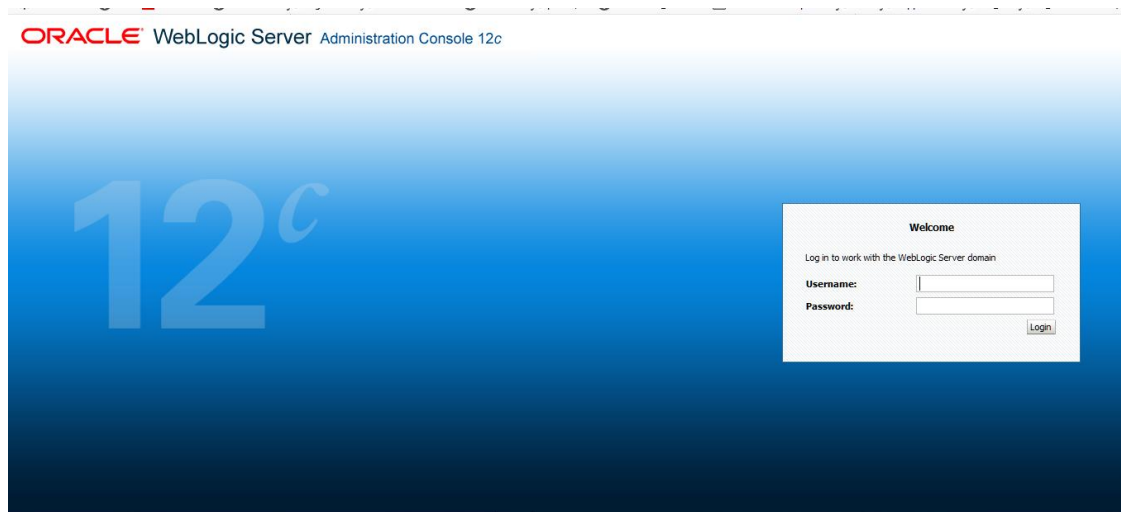 ORACLE WebLogic Server Administration Console 12c
12c
Welcome
Log in to work with the WebLogic Server domain
Username:
Password:
Login